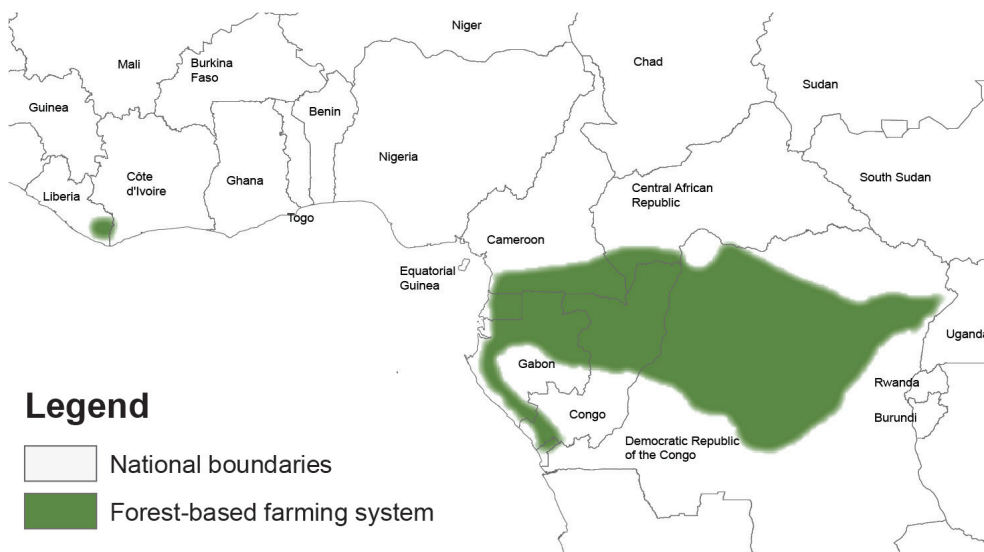 Niger
Mali
Burkina
Faso
Chad
Sudan
Guinea
Benin
Nigeria
Côte
d'Ivoire
Ghana
South Sudan
Liberia
Central African
Republic
Togo
Cameroon
Equatorial
Guinea
Uganda
Gabon
Rwanda
Congo
Burundi
Democratic Republic
of the Congo
Legend
National boundaries
Forest-based farming system